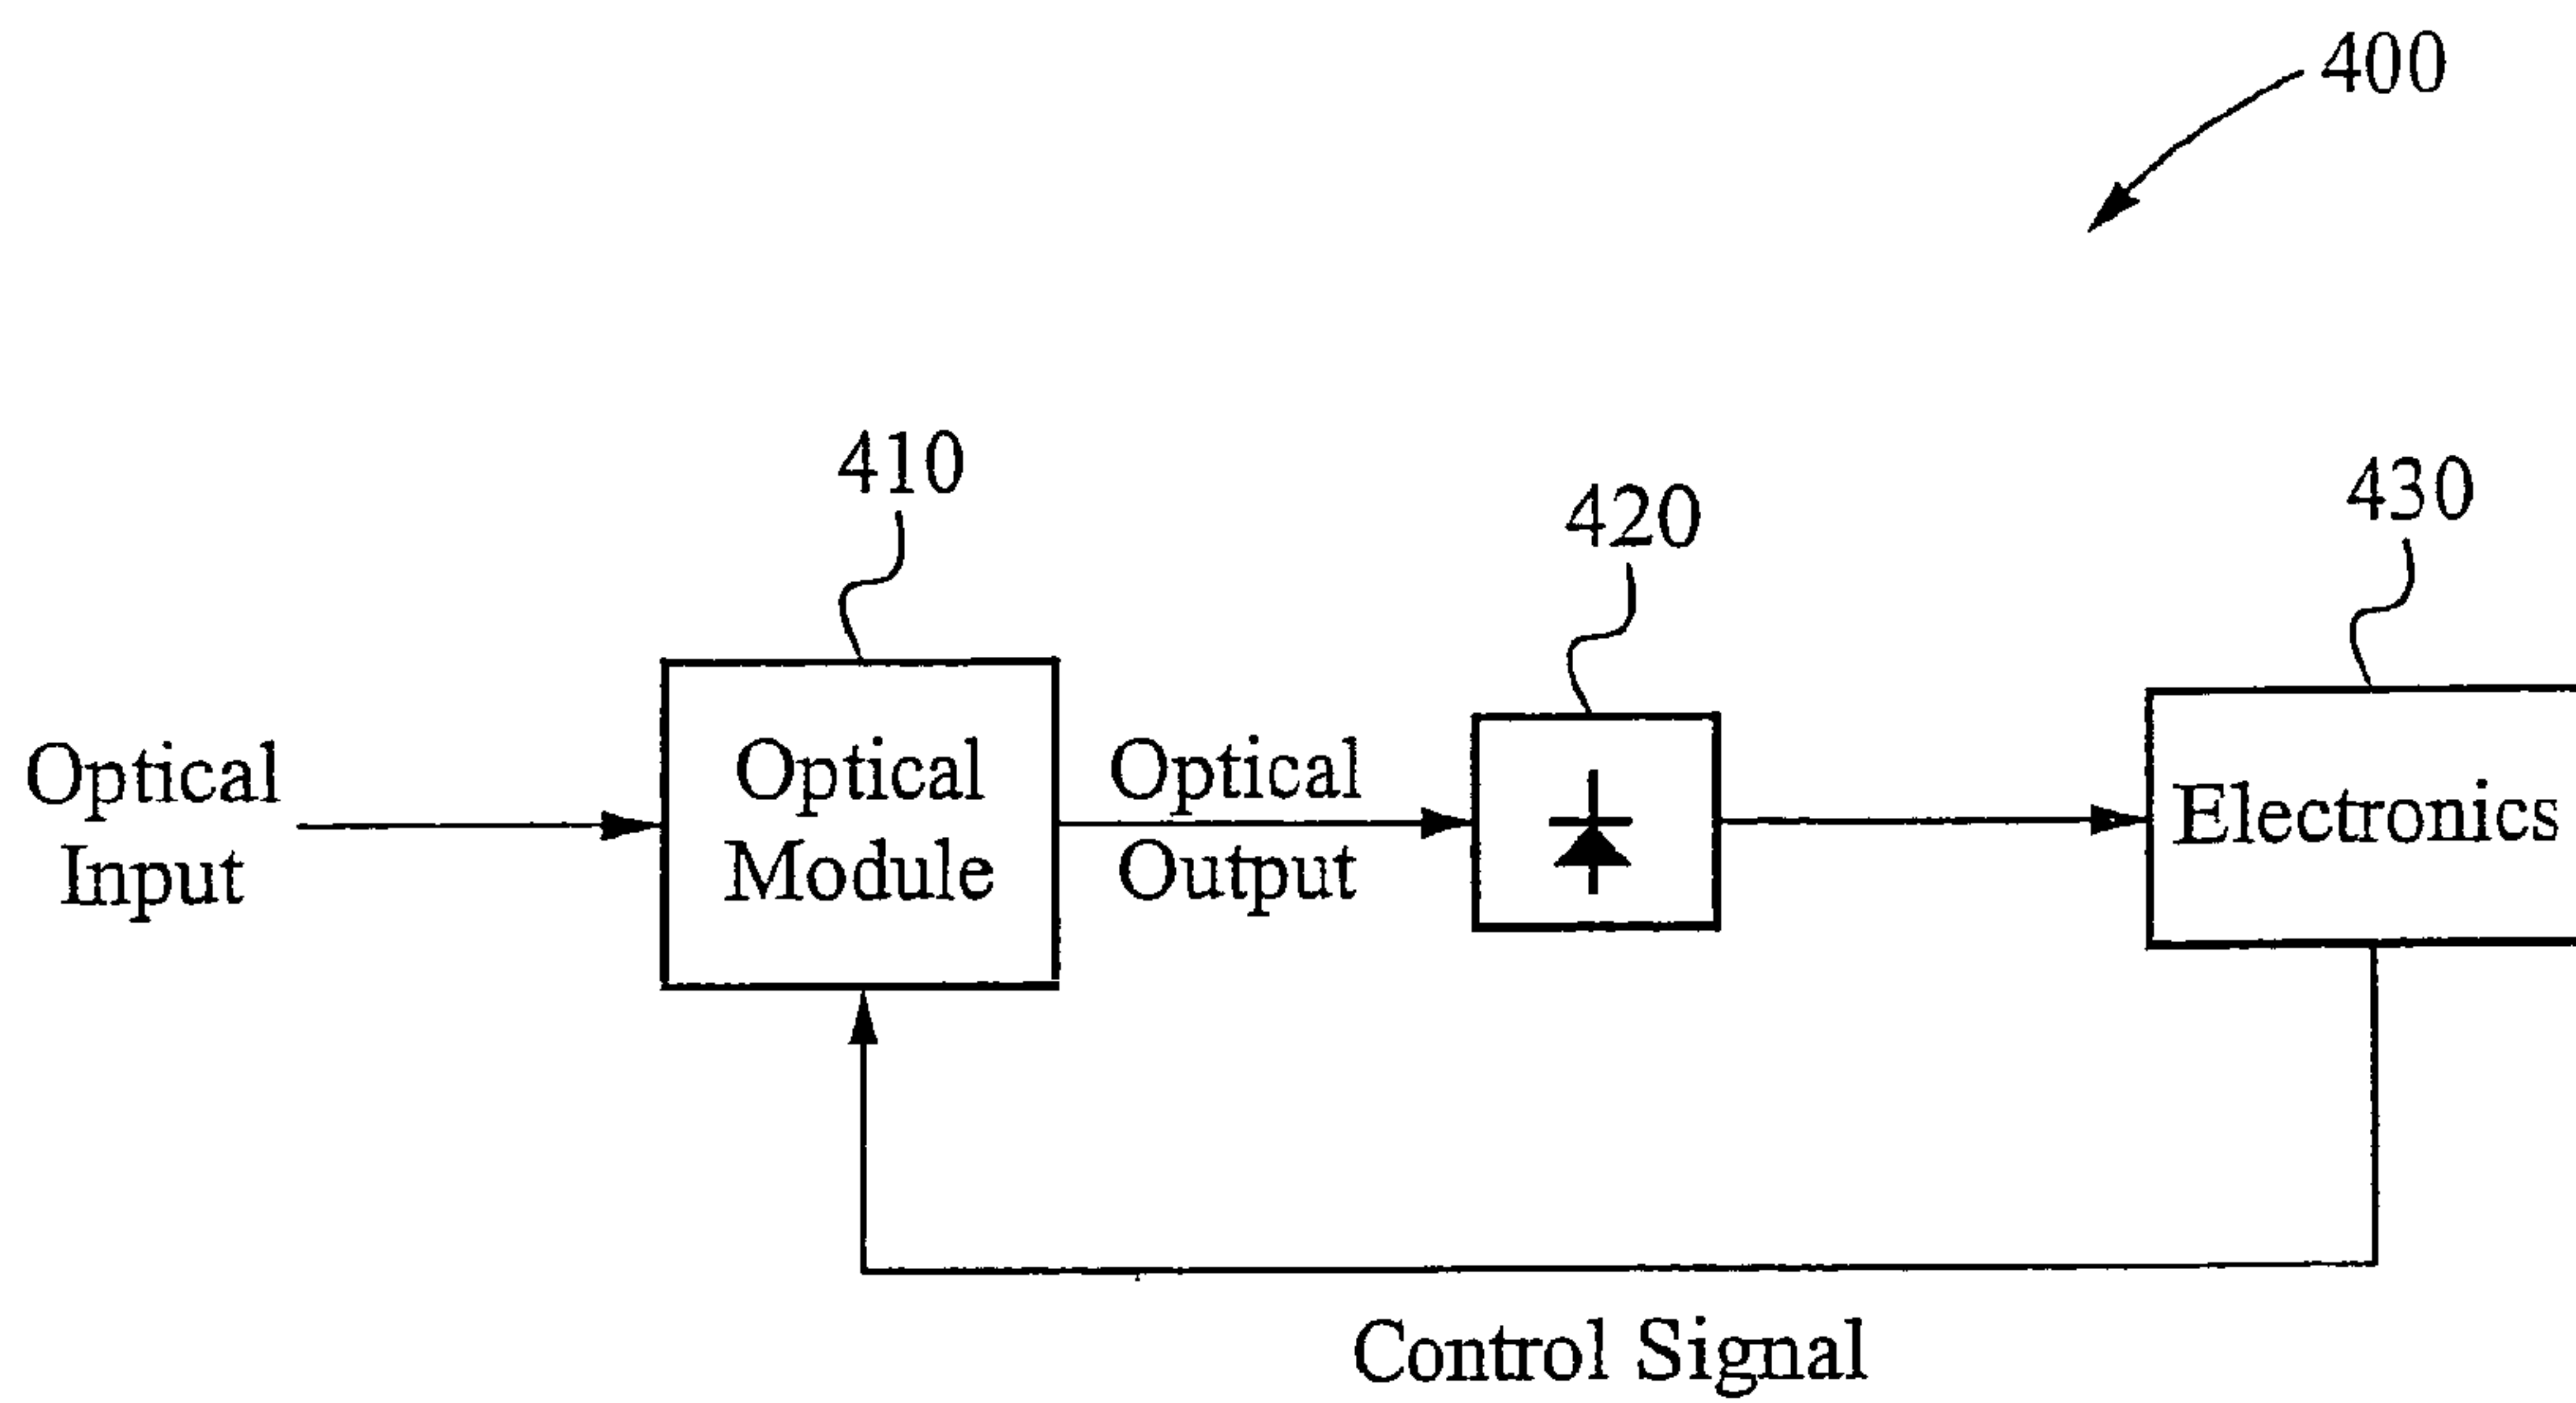 400
410
420
430
Optical
Input
Optical
Module
Optical
Output
Electronics
Control Signal